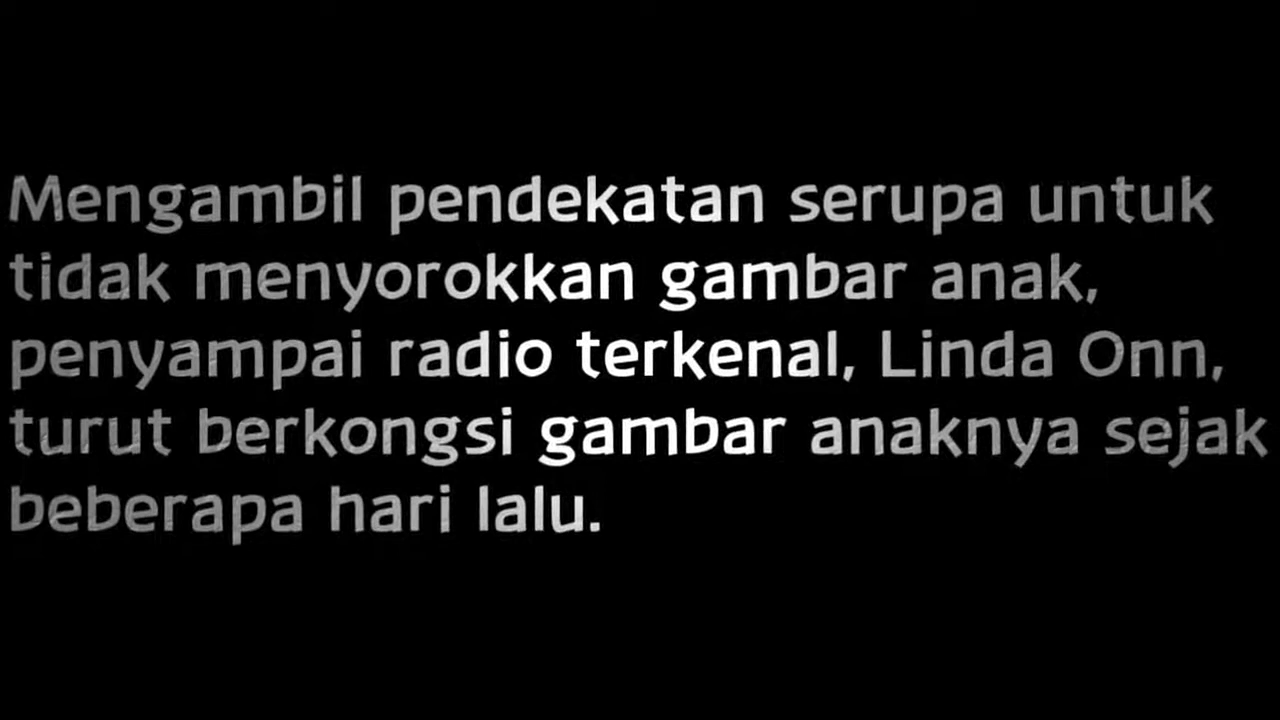 Mengambil pendekatan serupa untuk
tidak menyorokkan gambar anak,
penyampai radio terkenal, Linda Onn,
turut berkongsi gambar anaknya sejak
beberapa hari lalu.